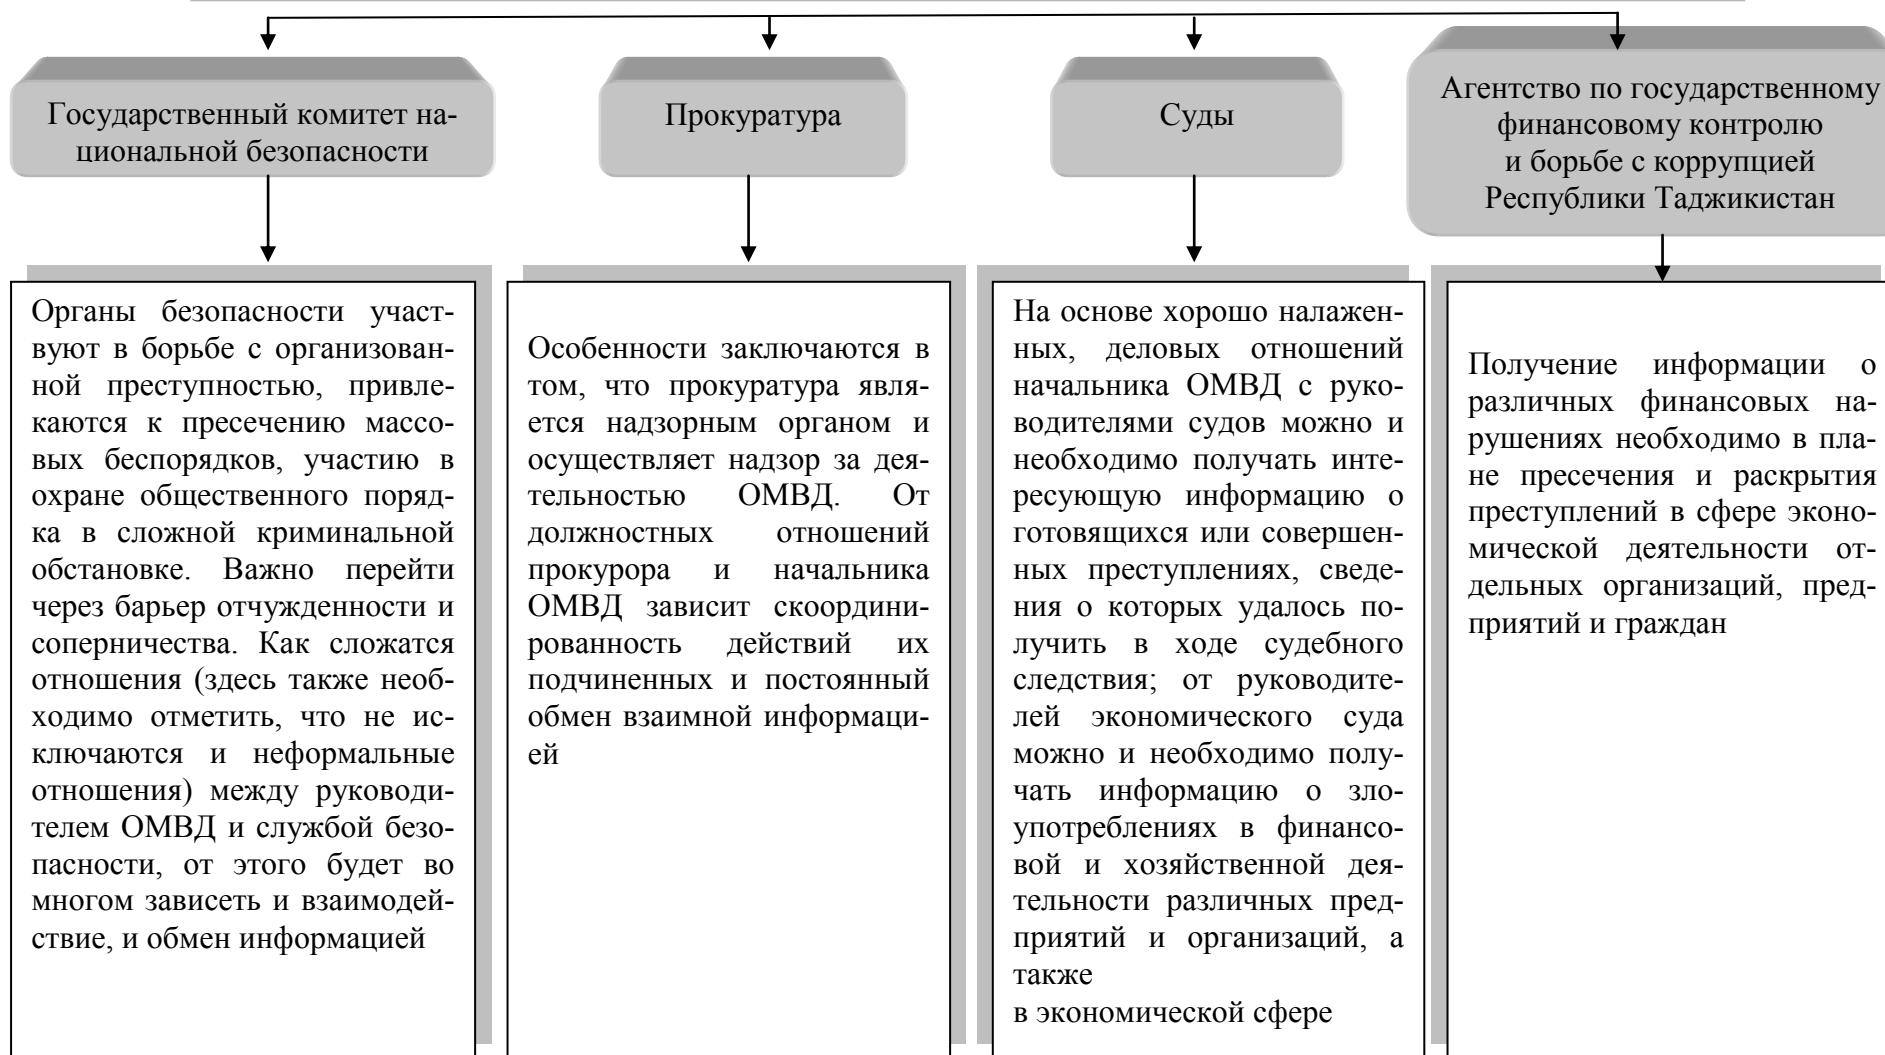 Государственный комитет на-
циональной безопасности
Прокуратура
Суды
Агентство по государственному
финансовому контролю
и борьбе с коррупцией
Республики Таджикистан
Органы безопасности участ-
вуют в борьбе с организован-
ной преступностью, привле-
каются к пресечению массо-
вых беспорядков, участию в
охране общественного поряд-
ка в сложной криминальной
обстановке. Важно перейти
через барьер отчужденности и
соперничества. Как сложатся
отношения (здесь также необ-
ходимо отметить, что не ис-
ключаются и неформальные
отношения) между руководи-
телем ОМВД и службой безо-
пасности, от этого будет во
многом зависеть и взаимодей-
ствие, и обмен информацией
Особенности заключаются в
том, что прокуратура явля-
ется надзорным органом и
осуществляет надзор за дея-
тельностью ОМВД. От
должностных отношений
прокурора и начальника
ОМВД зависит скоордини-
рованность действий их
подчиненных и постоянный
обмен взаимной информаци-
ей
На основе хорошо налажен-
ных, деловых отношений
начальника ОМВД с руко-
водителями судов можно и
необходимо получать инте-
ресующую информацию о
готовящихся или совершен-
ных преступлениях, сведе-
ния о которых удалось по-
лучить в ходе судебного
следствия; от руководите-
лей экономического суда
можно и необходимо полу-
чать информацию о зло-
употреблениях в финансо-
вой и хозяйственной дея-
тельности различных пред-
приятий и организаций, а
также
в экономической сфере
Получение информации о
различных финансовых на-
рушениях необходимо в пла-
не пресечения и раскрытия
преступлений в сфере эконо-
мической деятельности от-
дельных организаций, пред-
приятий и граждан